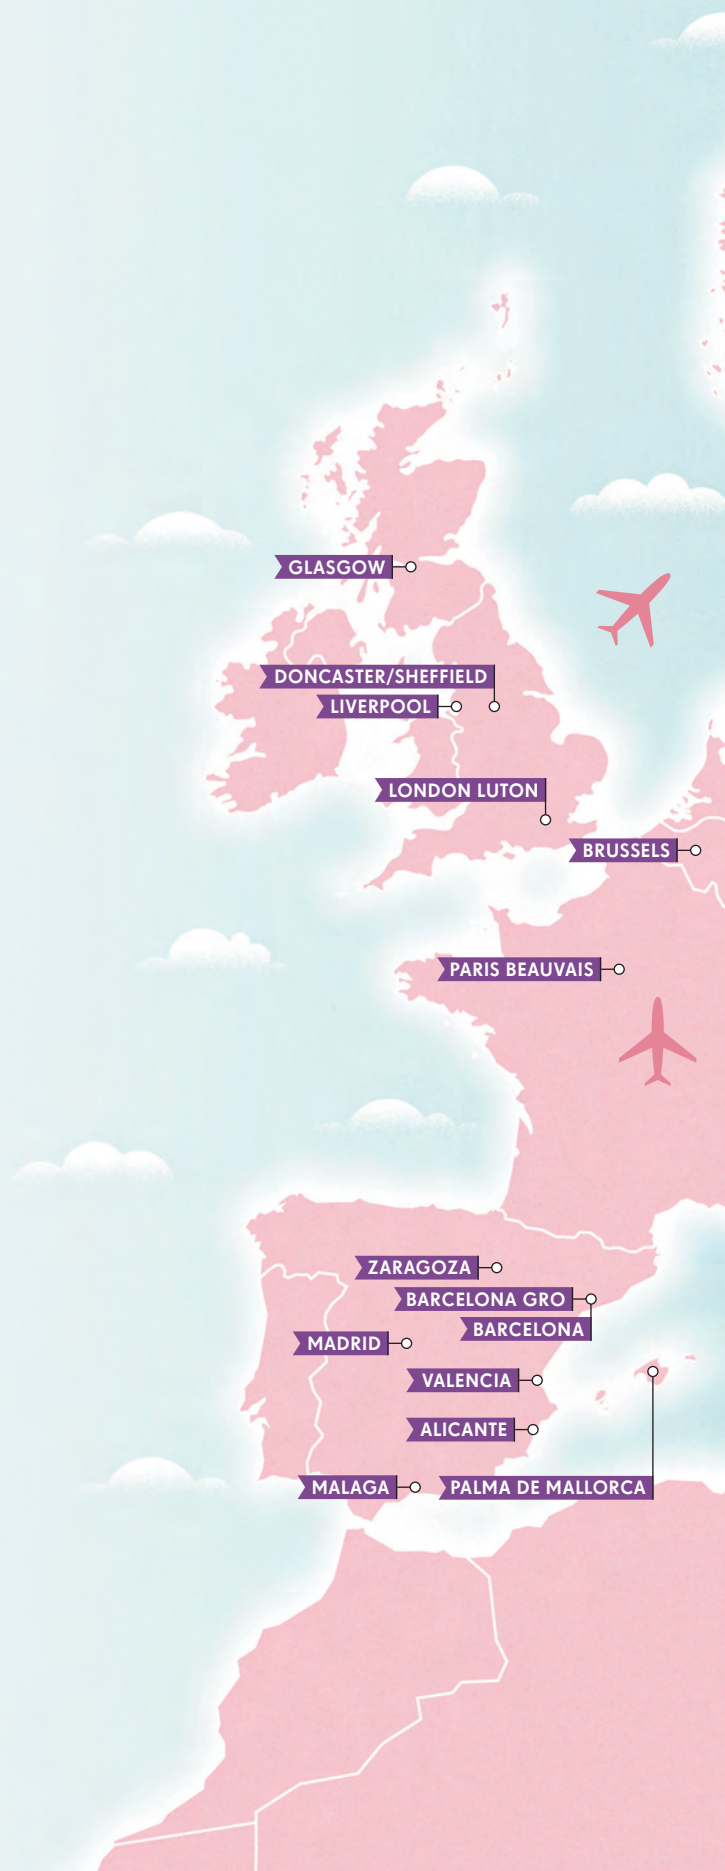 GLASGOW
DONCASTER/SHEFFIELD
LIVERPOOL
LONDON LUTON
BRUSSELS
PARIS BEAUVAIS
ZARAGOZA
BARCELONA GRO
BARCELONA
MADRID
VALENCIA
ALICANTE
MALAGA
PALMA DE MALLORCA